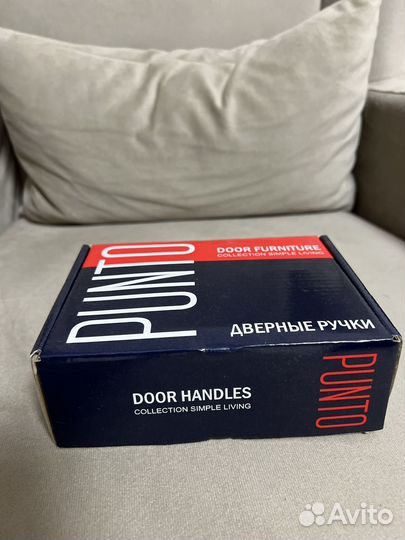 PUNTO
DOOR FURNITURE
COLLECTION SIMPLE LIVING
ДВЕРНЫЕ РУЧКИ
DOOR HANDLES
COLLECTION SIMPLE LIVING
PUNTO
Avito